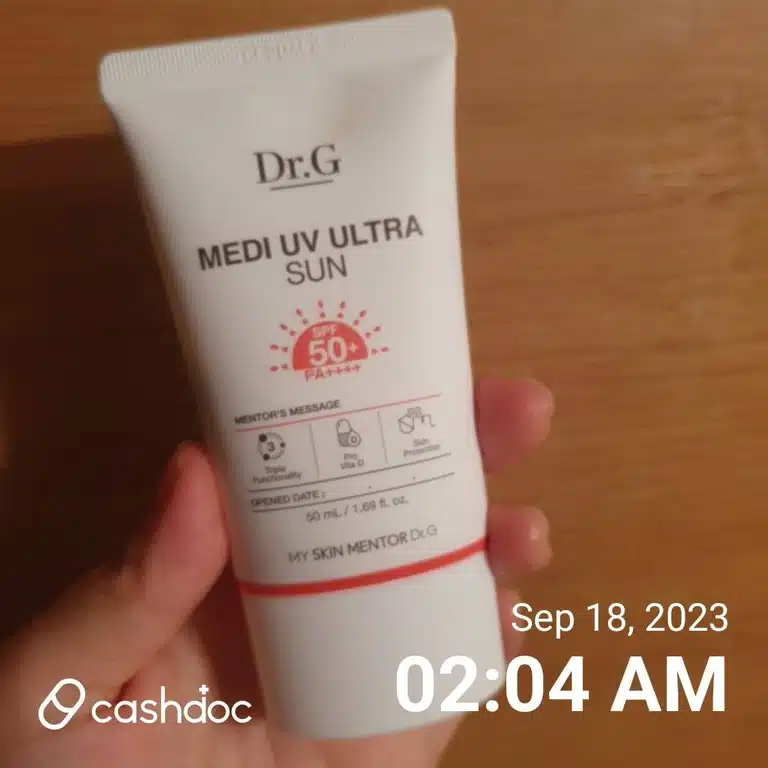 Dr.G
MEDI UV ULTRA
SUN
SPF
50+
PA++++
MENTOR'S MESSAGE
3
Triple
Functionality
Pro
Vita D
Skin
Protection
OPENED DATE : . .
50 mL / 1.69 fl. oz.
MY SKIN MENTOR Dr.G
Sep 18, 2023
02:04 AM
cashdoc